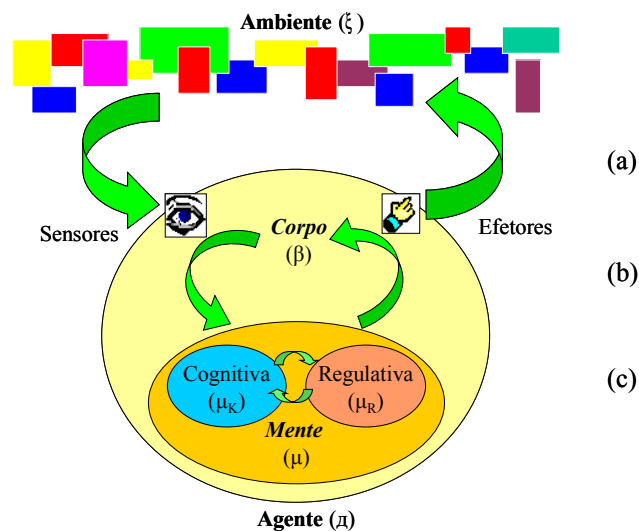 Ambiente (ξ)
(a)
Sensores
Efetores
Corpo
(β)
(b)
Cognitiva
(μK)
Regulativa
(μR)
(c)
Mente
(μ)
Agente (д)